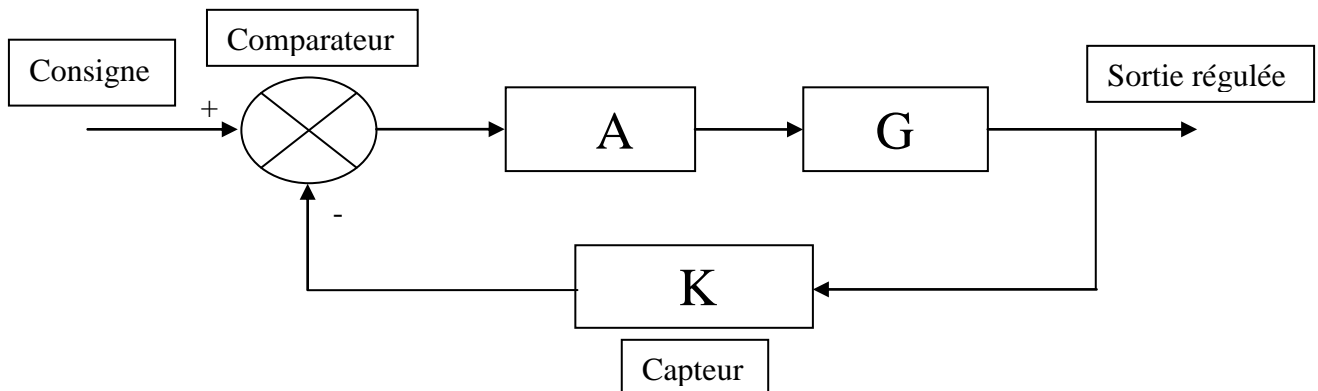 Comparateur
Consigne
Sortie régulée
+
A
G
-
K
Capteur